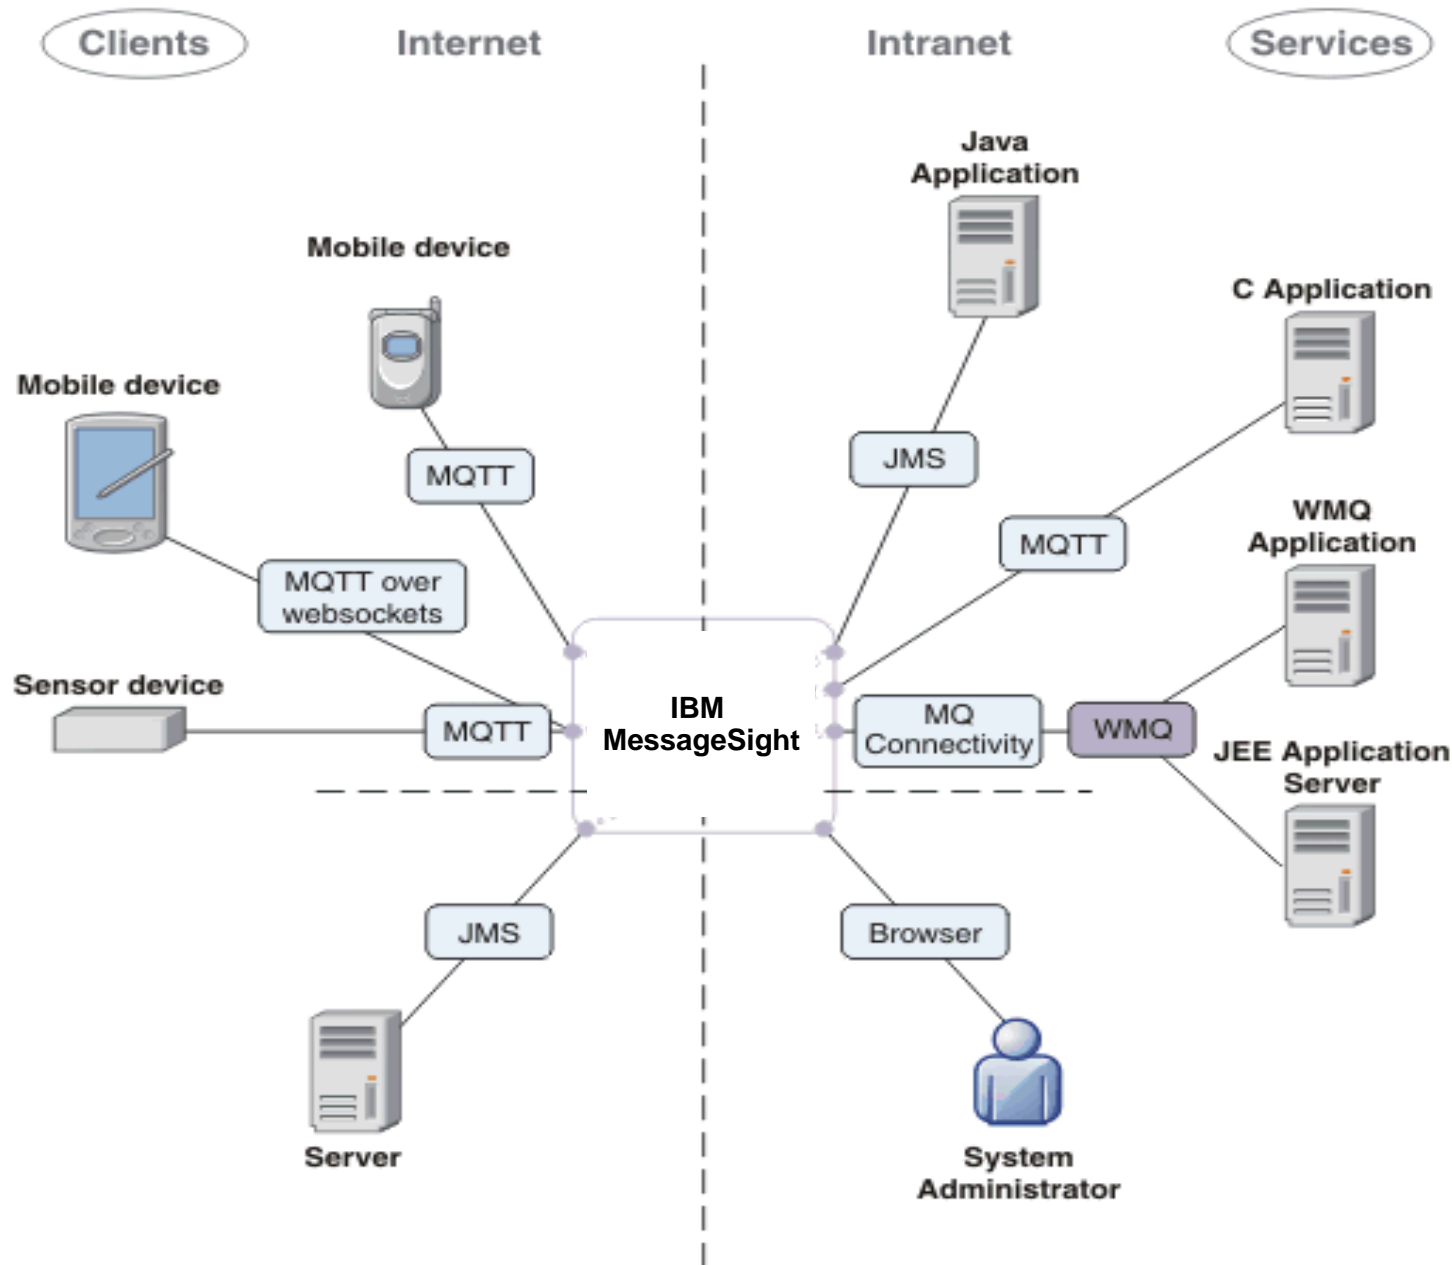 Clients
Internet
Intranet
Services
Java
Application
Mobile device
C Application
Mobile device
MQTT
JMS
WMQ
Application
MQTT
MQTT over
websockets
Sensor device
MQTT
IBM
MessageSight
MQ
Connectivity
WMQ
JEE Application
Server
JMS
Browser
Server
System
Administrator